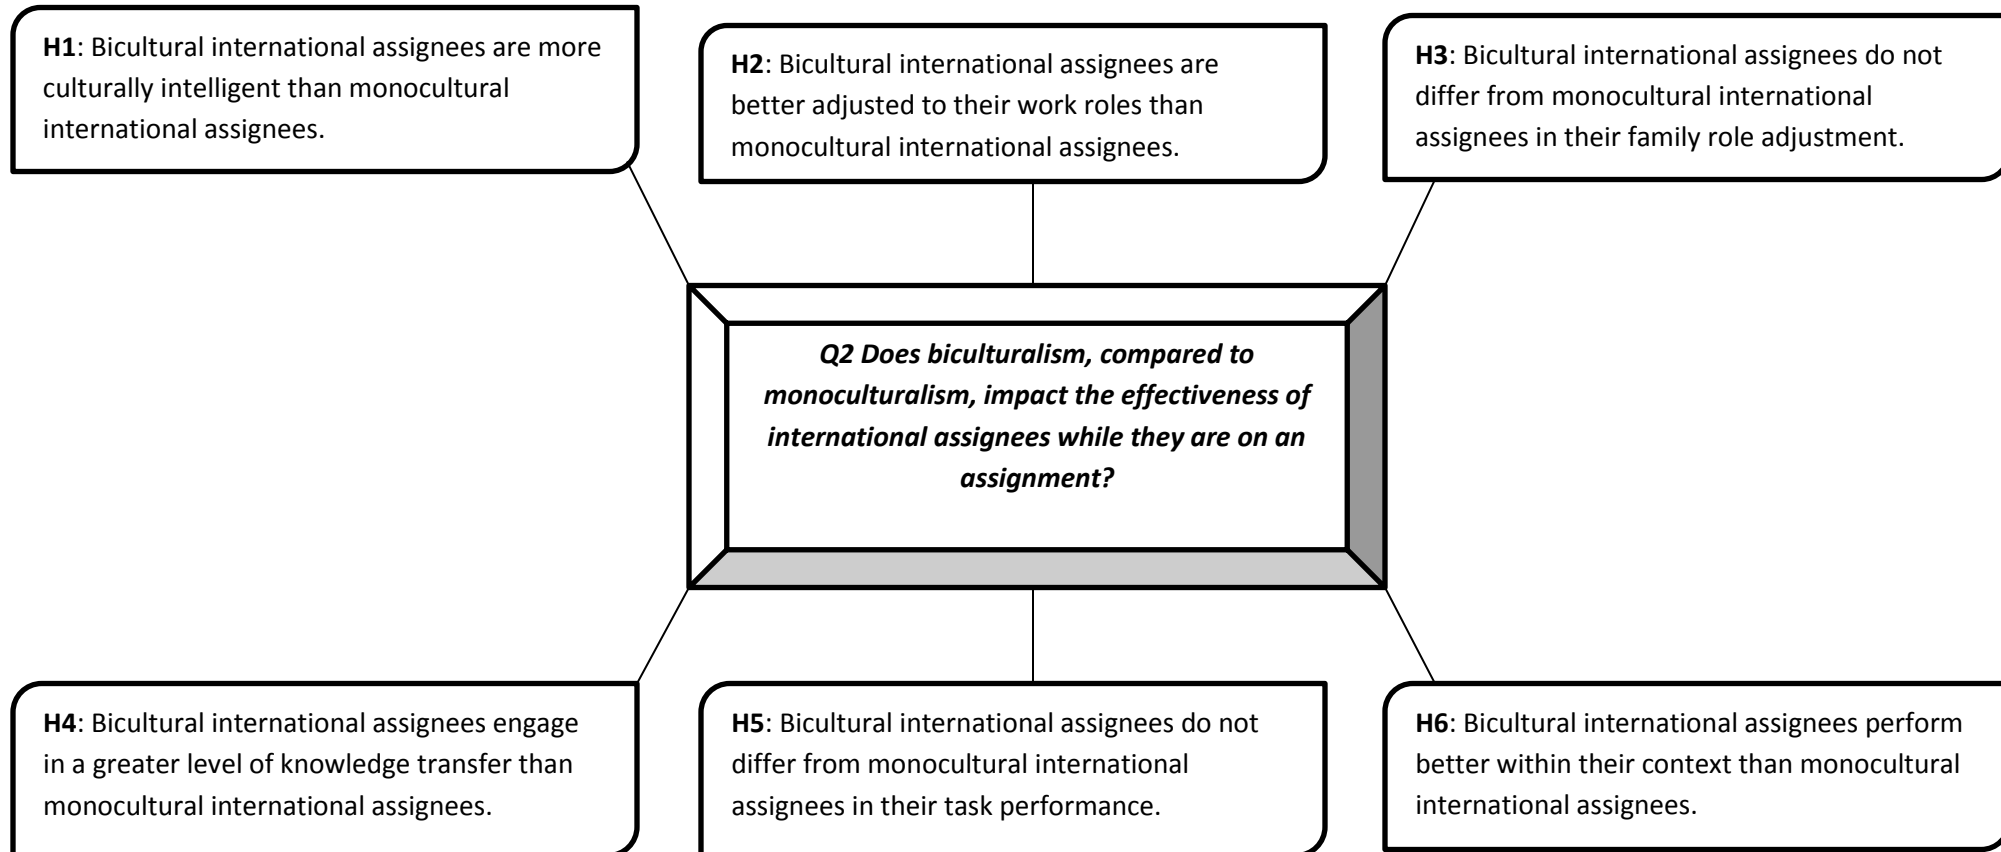 H1: Bicultural international assignees are more
culturally intelligent than monocultural
international assignees.
H2: Bicultural international assignees are
better adjusted to their work roles than
monocultural international assignees.
H3: Bicultural international assignees do not
differ from monocultural international
assignees in their family role adjustment.
Q2 Does biculturalism, compared to
monoculturalism, impact the effectiveness of
international assignees while they are on an
assignment?
H4: Bicultural international assignees engage
in a greater level of knowledge transfer than
monocultural international assignees.
H5: Bicultural international assignees do not
differ from monocultural international
assignees in their task performance.
H6: Bicultural international assignees perform
better within their context than monocultural
international assignees.